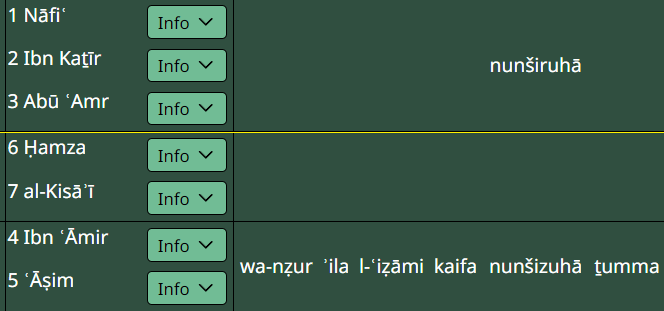 1 Nāfiʿ
Info
2 Ibn Kaṯīr
Info
nunširuhā
3 Abū ʿAmr
Info
6 Ḥamza
Info
7 al-Kisāʾī
Info
4 Ibn ʿĀmir
Info
wa-nẓur ʾila l-ʿiẓāmi kaifa nunšizuhā ṯumma
5 ʿĀṣim
Info